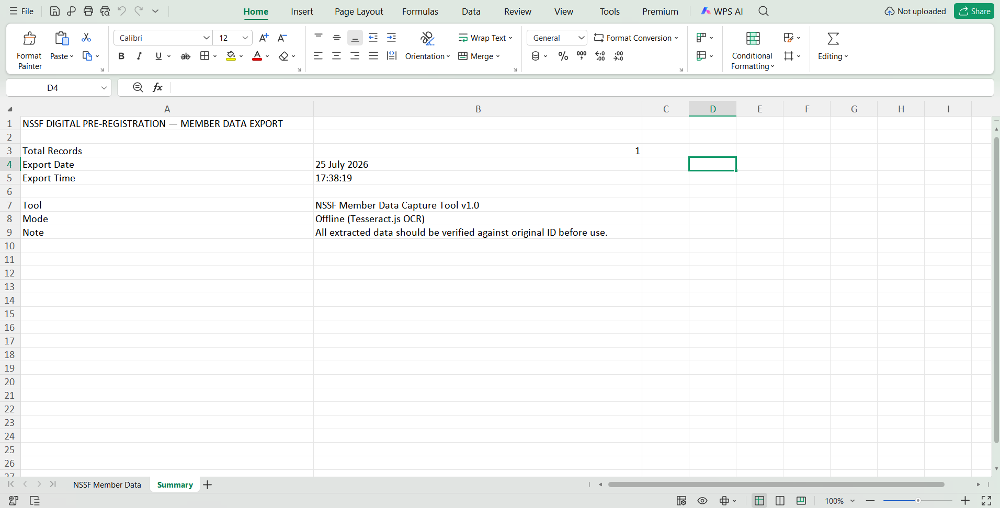 File
Home
Insert
Page Layout
Formulas
Data
Review
View
Tools
Premium
WPS AI
Not uploaded
Share
Format Painter
Paste
Calibri
12
Wrap Text
Orientation
Merge
General
Format Conversion
Conditional Formatting
Editing
D4
fx
A B C D E F G H I
1 NSSF DIGITAL PRE-REGISTRATION — MEMBER DATA EXPORT
2
3 Total Records 1
4 Export Date 25 July 2026
5 Export Time 17:38:19
6
7 Tool NSSF Member Data Capture Tool v1.0
8 Mode Offline (Tesseract.js OCR)
9 Note All extracted data should be verified against original ID before use.
10
11
12
13
14
15
16
17
18
19
20
21
22
23
24
25
26
27
NSSF Member Data
Summary
100%